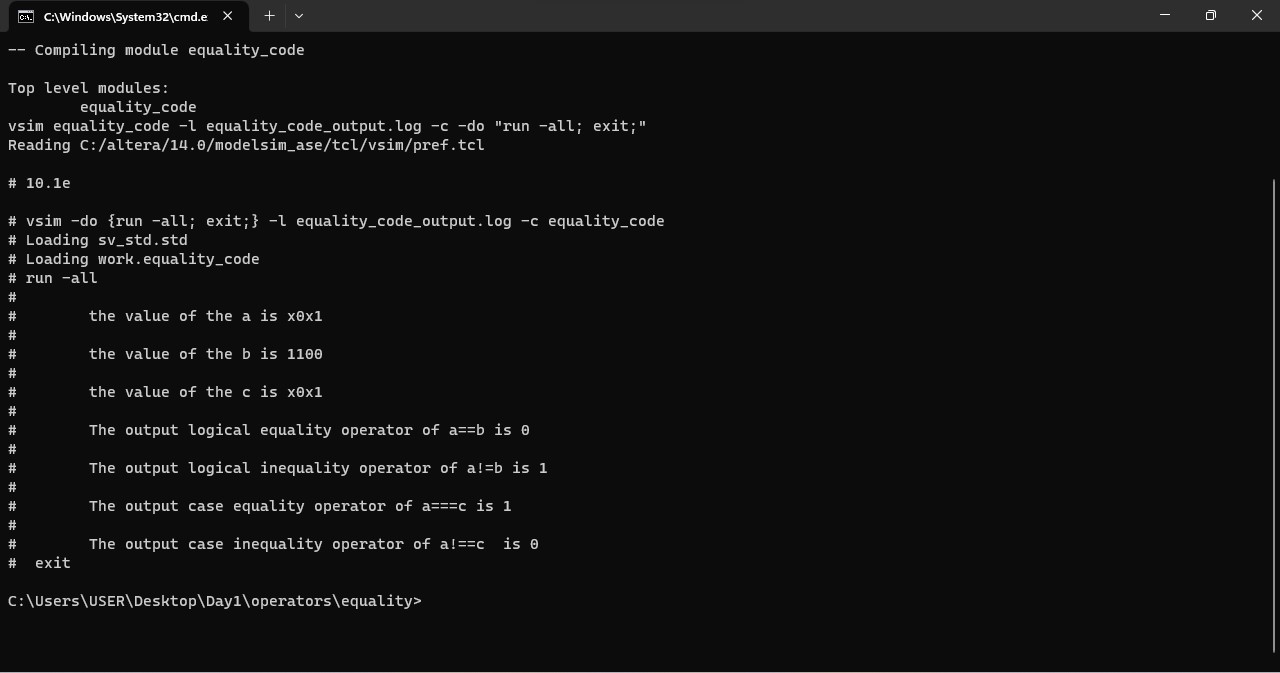 C:\Windows\System32\cmd.e
-- Compiling module equality_code
Top level modules:
equality_code
vsim equality_code -l equality_code_output.log -c -do "run -all; exit;"
Reading C:/altera/14.0/modelsim_ase/tcl/vsim/pref.tcl
# 10.1e
# vsim -do {run -all; exit;} -l equality_code_output.log -c equality_code
# Loading sv_std.std
# Loading work.equality_code
# run -all
#
#        the value of the a is x0x1
#
#        the value of the b is 1100
#
#        the value of the c is x0x1
#
#        The output logical equality operator of a==b is 0
#
#        The output logical inequality operator of a!=b is 1
#
#        The output case equality operator of a===c is 1
#
#        The output case inequality operator of a!==c  is 0
#  exit
C:\Users\USER\Desktop\Day1\operators\equality>